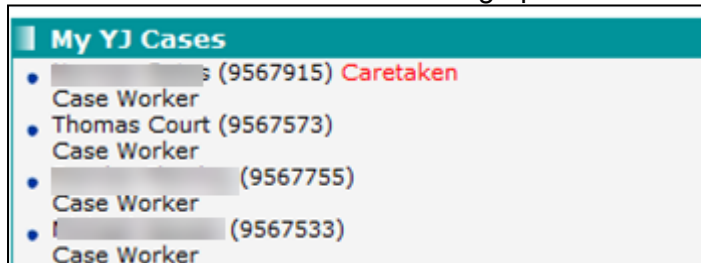 My YJ Cases
(9567915) Caretaken
Case Worker
Thomas Court (9567573)
Case Worker
(9567755)
Case Worker
(9567533)
Case Worker